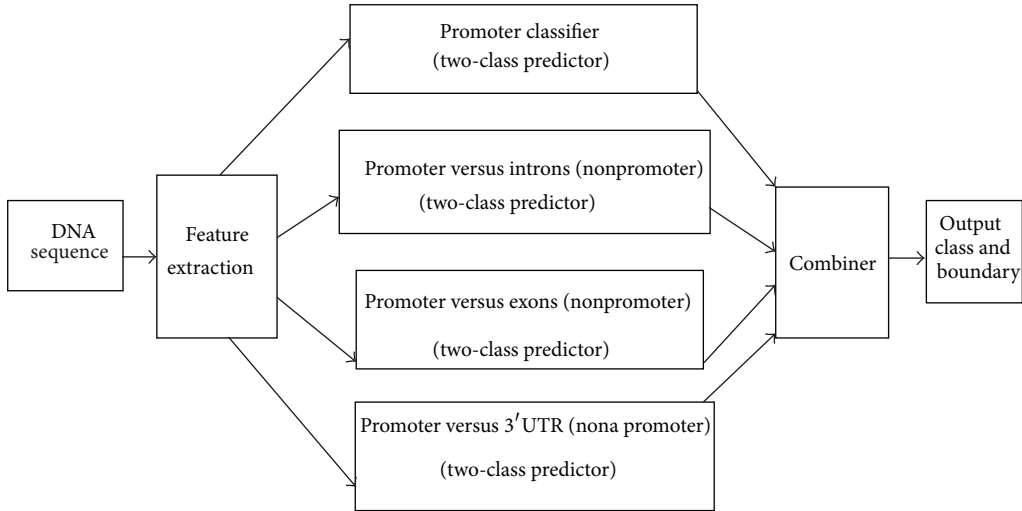 DNA
sequence
Feature
extraction
Promoter classifier
(two-class predictor)
Promoter versus introns (nonpromoter)
(two-class predictor)
Promoter versus exons (nonpromoter)
(two-class predictor)
Promoter versus 3′UTR (nona promoter)
(two-class predictor)
Combiner
Output
class and
boundary